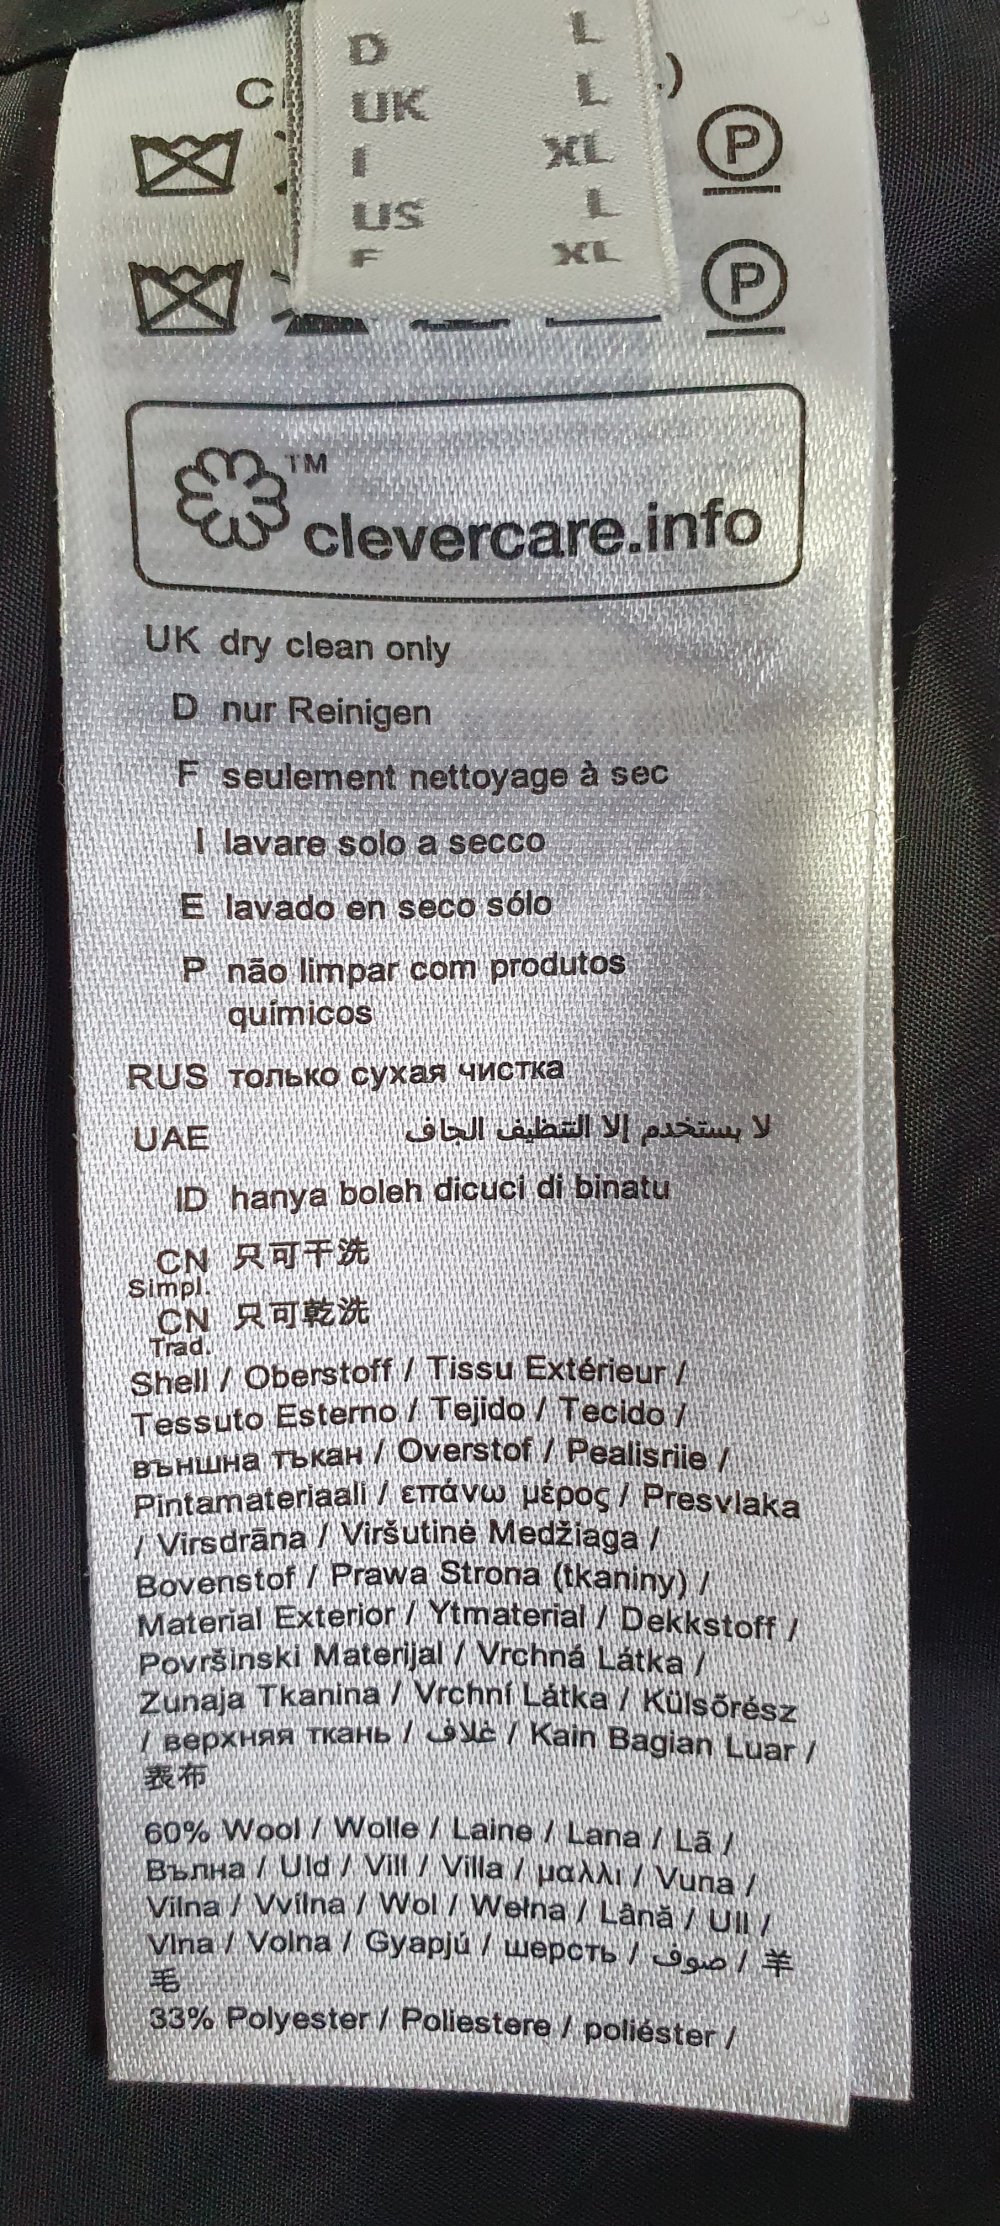 D L
UK L
I XL
US L
F XL
P
P
TM
clevercare.info
UK dry clean only
D nur Reinigen
F seulement nettoyage à sec
I lavare solo a secco
E lavado en seco sólo
P não limpar com produtos
químicos
RUS только сухая чистка
UAE لا يستخدم إلا التنظيف الجاف
ID hanya boleh dicuci di binatu
CN 只可干洗
Simpl.
CN 只可乾洗
Trad.
Shell / Oberstoff / Tissu Extérieur /
Tessuto Esterno / Tejido / Tecido /
външна тъкан / Overstof / Pealisriie /
Pintamateriaali / επάνω μέρος / Presvlaka
/ Virsdrāna / Viršutinė Medžiaga /
Bovenstof / Prawa Strona (tkaniny) /
Material Exterior / Ytmaterial / Dekkstoff /
Površinski Materijal / Vrchná Látka /
Zunaja Tkanina / Vrchní Látka / Külsőrész
/ верхняя ткань / غلاف / Kain Bagian Luar /
表布
60% Wool / Wolle / Laine / Lana / Lã /
Вълна / Uld / Vill / Villa / μαλλι / Vuna /
Vilna / Vvílna / Wol / Wełna / Lână / Ull /
Vlna / Volna / Gyapjú / шерсть / صوف / 羊
毛
33% Polyester / Poliestere / poliéster /